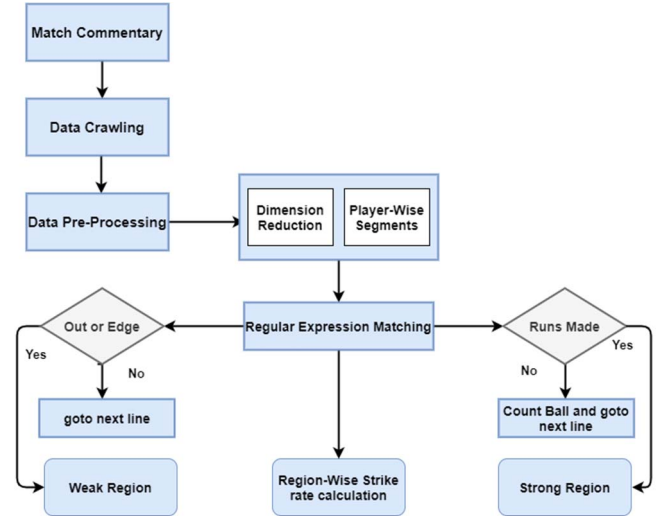 Match Commentary
Data Crawling
Data Pre-Processing
Dimension
Reduction
Player-Wise
Segments
Out or Edge
Regular Expression Matching
Runs Made
Yes
No
Yes
No
goto next line
Count Ball and goto
next line
Weak Region
Region-Wise Strike
rate calculation
Strong Region